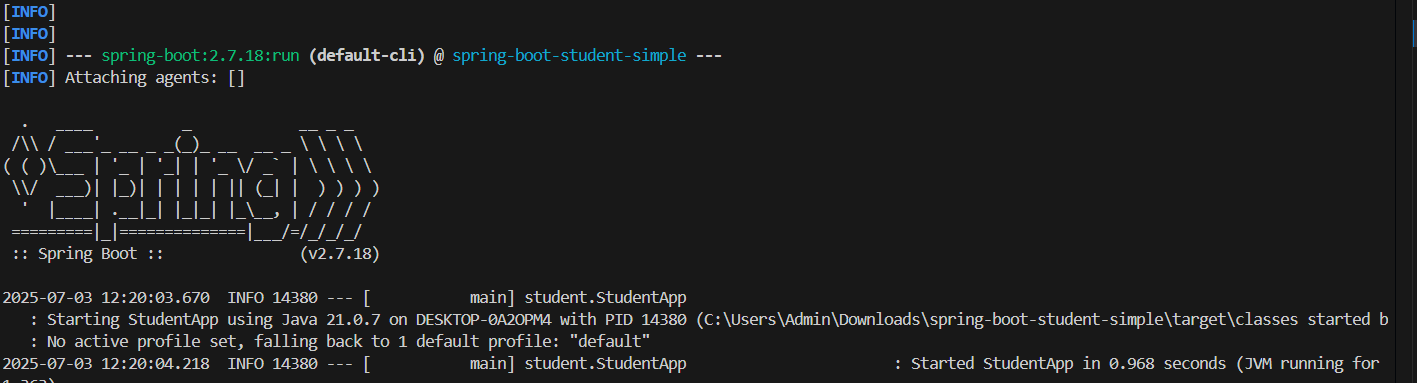 [INFO]
[INFO]
[INFO] --- spring-boot:2.7.18:run (default-cli) @ spring-boot-student-simple ---
[INFO] Attaching agents: []
  .   ____          _            __ _ _
 /\\ / ___'_ __ _ _(_)_ __  __ _ \ \ \ \
( ( )\___ | '_ | '_| | '_ \/ _` | \ \ \ \
 \\/  ___)| |_)| | | | | || (_| |  ) ) ) )
  '  |____| .__|_| |_|_| |_\__, | / / / /
 =========|_|==============|___/=/_/_/_/
 :: Spring Boot ::                (v2.7.18)
2025-07-03 12:20:03.670  INFO 14380 --- [           main] student.StudentApp
   : Starting StudentApp using Java 21.0.7 on DESKTOP-0A2OPM4 with PID 14380 (C:\Users\Admin\Downloads\spring-boot-student-simple\target\classes started b
   : No active profile set, falling back to 1 default profile: "default"
2025-07-03 12:20:04.218  INFO 14380 --- [           main] student.StudentApp                       : Started StudentApp in 0.968 seconds (JVM running for